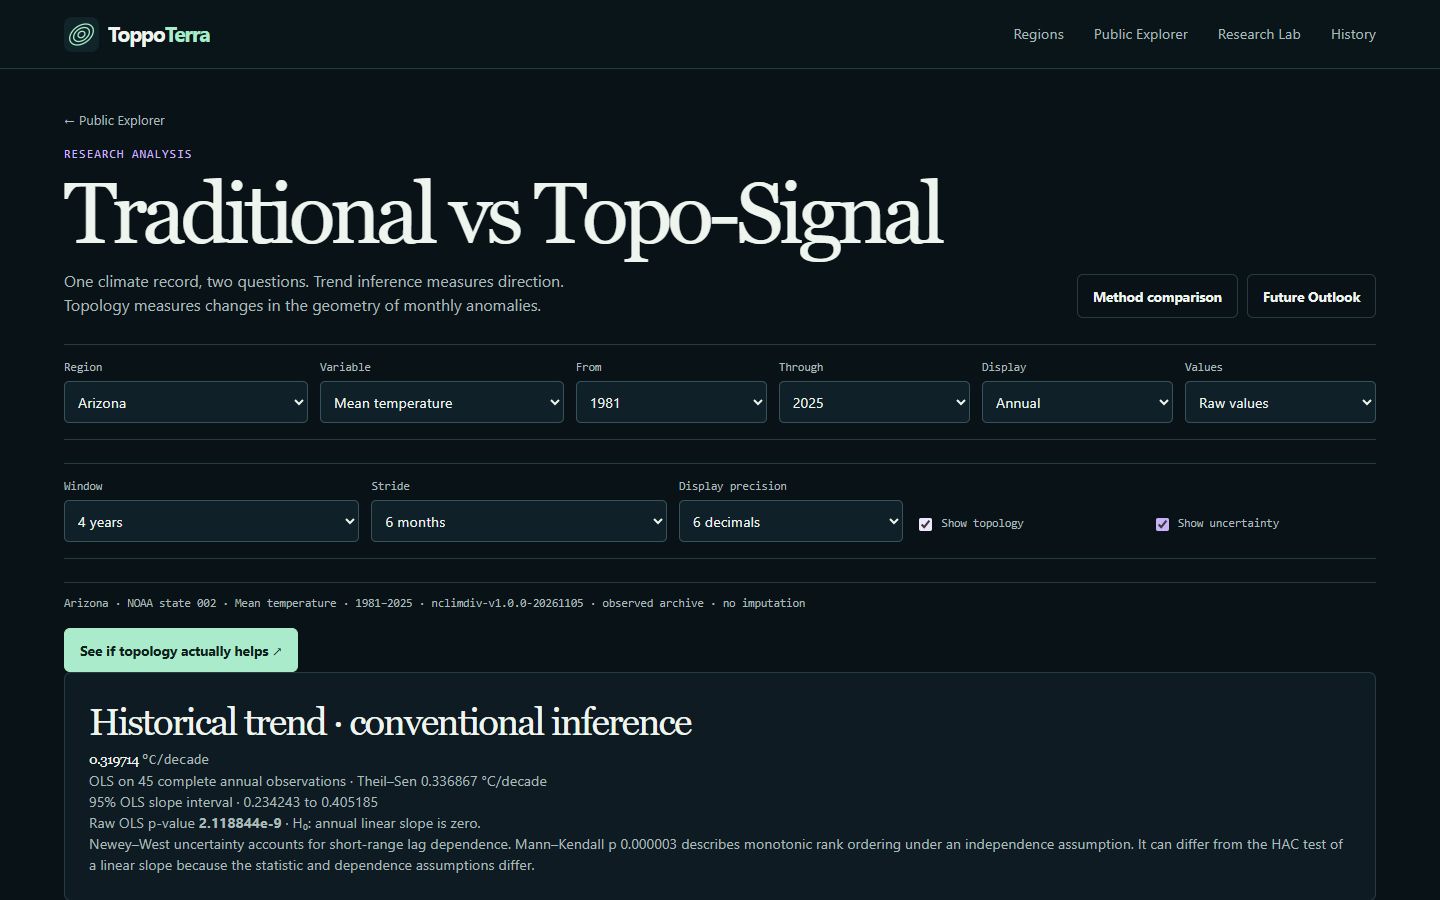 ToppoTerra
Regions Public Explorer Research Lab History
← Public Explorer
RESEARCH ANALYSIS
Traditional vs Topo-Signal
One climate record, two questions. Trend inference measures direction.
Topology measures changes in the geometry of monthly anomalies.
Method comparison Future Outlook
Region Variable From Through Display Values
Arizona Mean temperature 1981 2025 Annual Raw values
Window Stride Display precision
4 years 6 months 6 decimals Show topology Show uncertainty
Arizona · NOAA state 002 · Mean temperature · 1981–2025 · nclimdiv-v1.0.0-20261105 · observed archive · no imputation
See if topology actually helps ↗
Historical trend · conventional inference
0.319714 °C/decade
OLS on 45 complete annual observations · Theil–Sen 0.336867 °C/decade
95% OLS slope interval · 0.234243 to 0.405185
Raw OLS p-value 2.118844e-9 · H₀: annual linear slope is zero.
Newey–West uncertainty accounts for short-range lag dependence. Mann–Kendall p 0.000003 describes monotonic rank ordering under an independence assumption. It can differ from the HAC test of
a linear slope because the statistic and dependence assumptions differ.